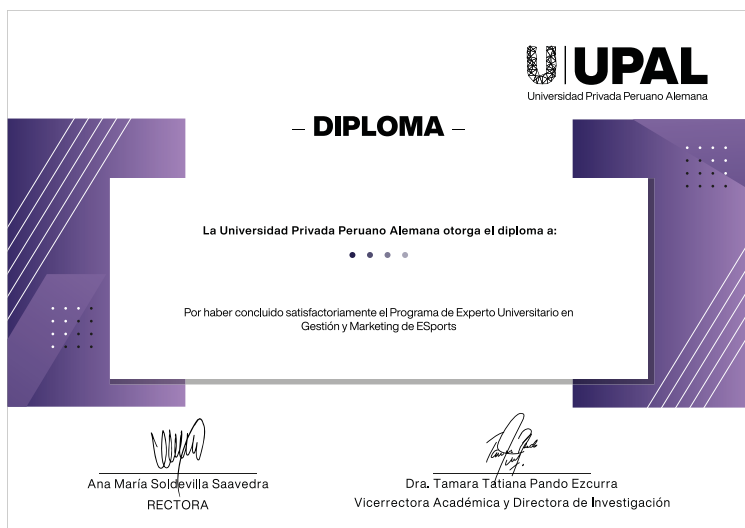 UPAL
Universidad Privada Peruano Alemana
– DIPLOMA –
La Universidad Privada Peruano Alemana otorga el diploma a:
Por haber concluido satisfactoriamente el Programa de Experto Universitario en
Gestión y Marketing de ESports
Ana María Soldevilla Saavedra
RECTORA
Dra. Tamara Tatiana Pando Ezcurra
Vicerrectora Académica y Directora de Investigación